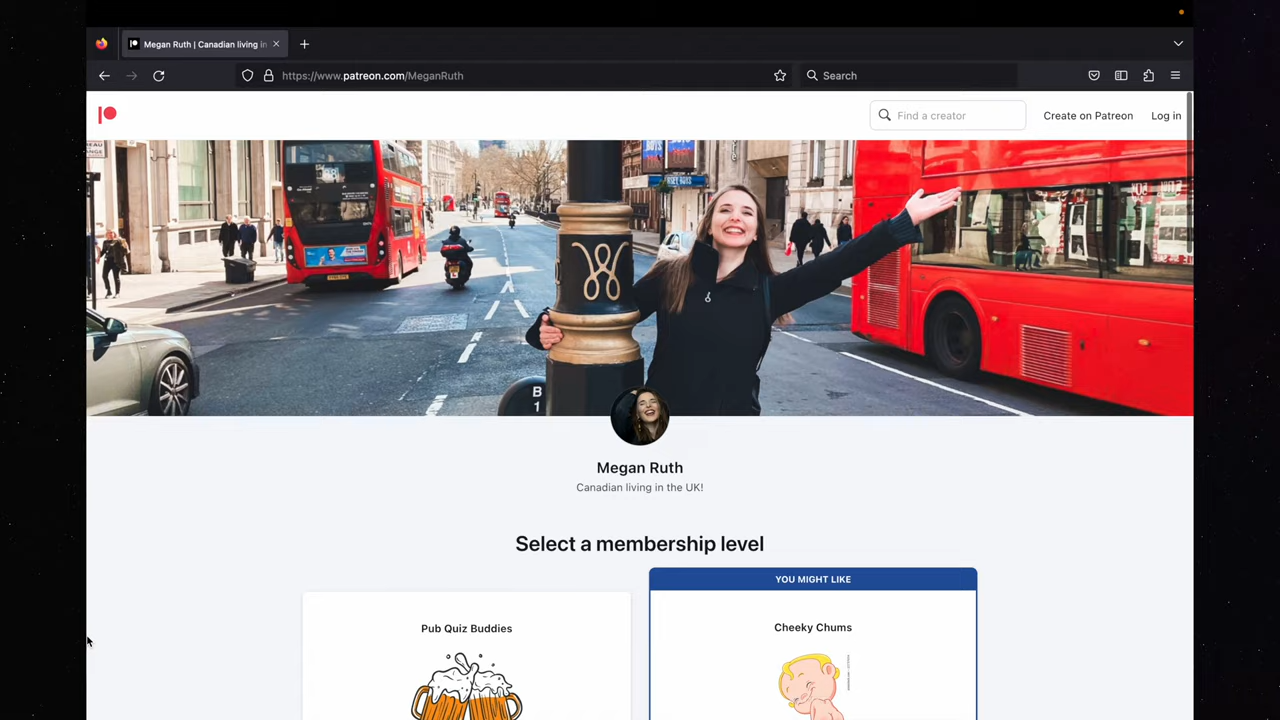 Megan Ruth | Canadian living in
https://www.patreon.com/MeganRuth
Search
Find a creator
Create on Patreon
Log in
B
1
Megan Ruth
Canadian living in the UK!
Select a membership level
YOU MIGHT LIKE
Pub Quiz Buddies
Cheeky Chums